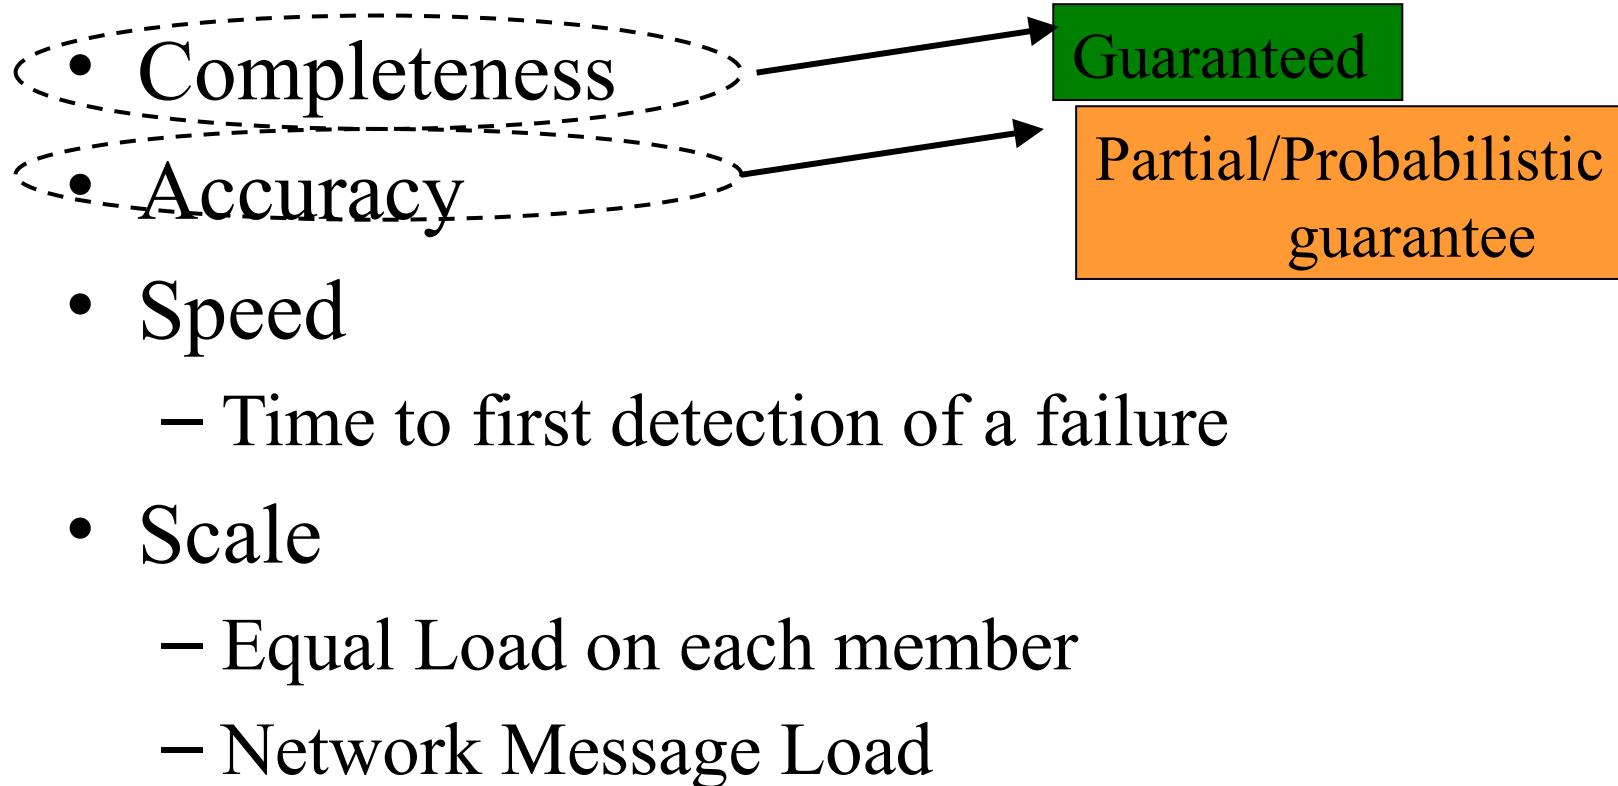 • Completeness
Guaranteed
• Accuracy
Partial/Probabilistic
guarantee
• Speed
– Time to first detection of a failure
• Scale
– Equal Load on each member
– Network Message Load